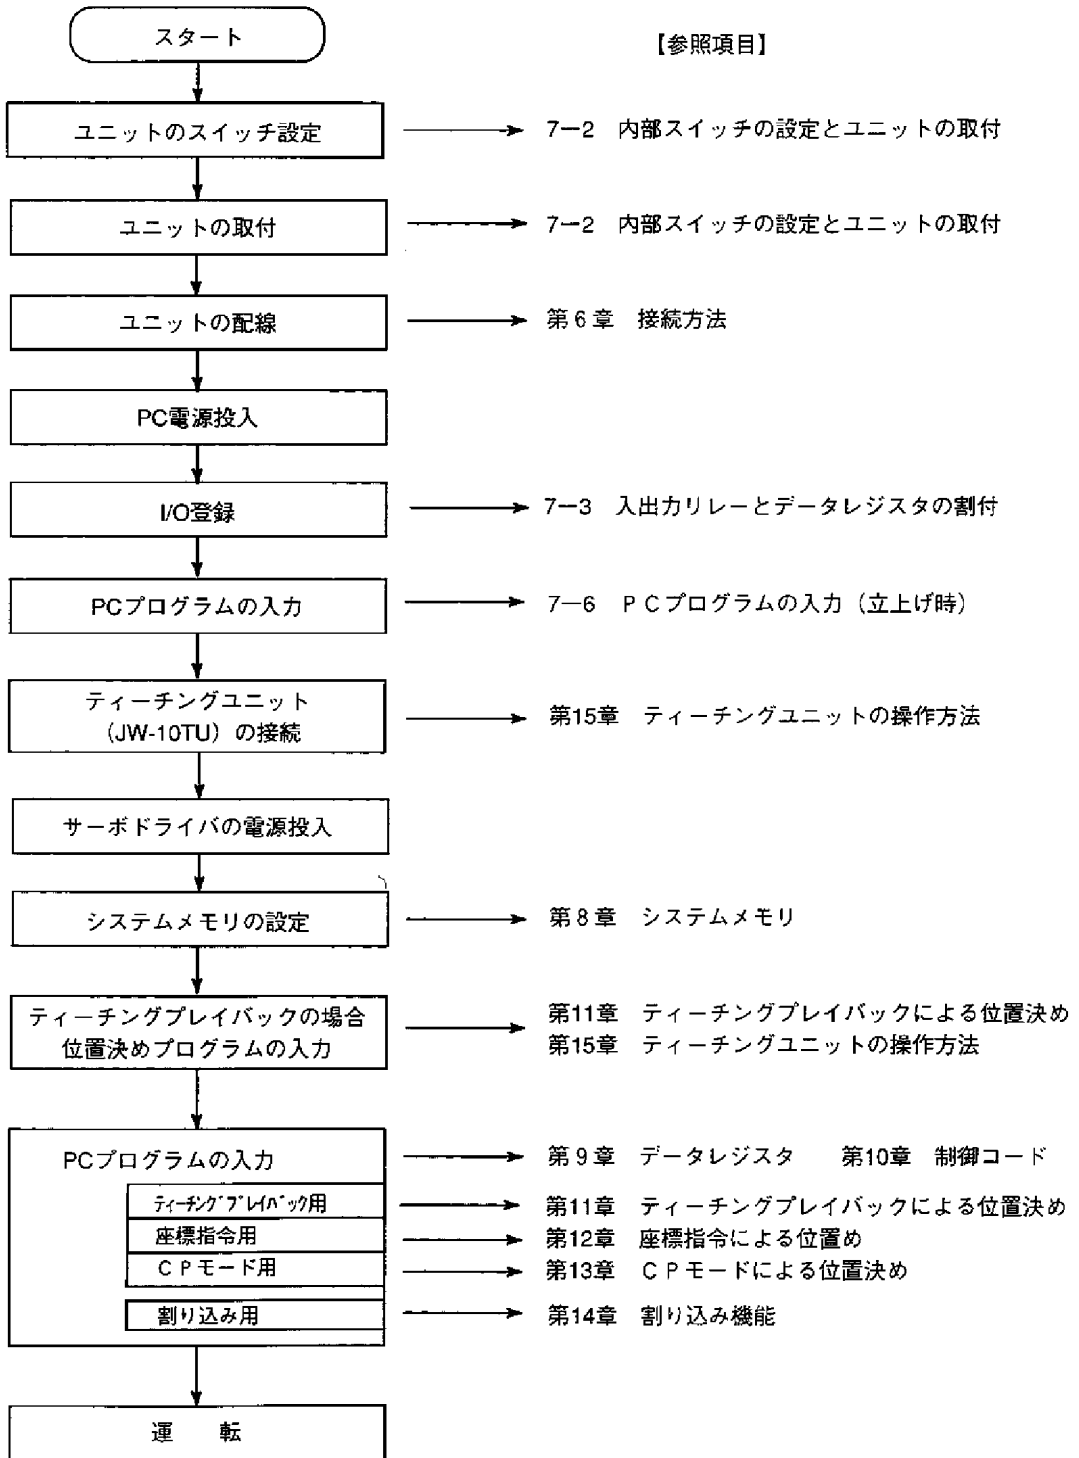 スタート
【参照項目】
ユニットのスイッチ設定
7－2 内部スイッチの設定とユニットの取付
ユニットの取付
7－2 内部スイッチの設定とユニットの取付
ユニットの配線
第6章 接続方法
PC電源投入
I/O登録
7－3 入出力リレーとデータレジスタの割付
PCプログラムの入力
7－6 PCプログラムの入力（立上げ時）
ティーチングユニット
（JW-10TU）の接続
第15章 ティーチングユニットの操作方法
サーボドライバの電源投入
システムメモリの設定
第8章 システムメモリ
ティーチングプレイバックの場合
位置決めプログラムの入力
第11章 ティーチングプレイバックによる位置決め
第15章 ティーチングユニットの操作方法
PCプログラムの入力
第9章 データレジスタ 第10章 制御コード
ティーチングプレイバック用
第11章 ティーチングプレイバックによる位置決め
座標指令用
第12章 座標指令による位置め
CPモード用
第13章 CPモードによる位置決め
割り込み用
第14章 割り込み機能
運 転